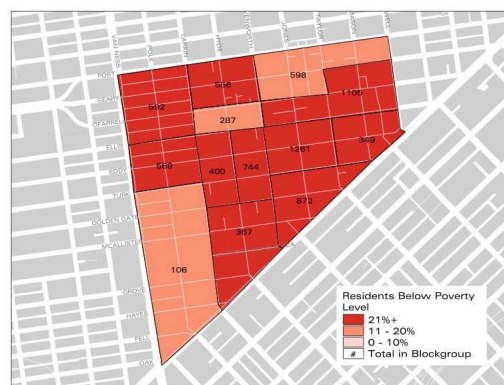 VAN NESS
POLK
LARKIN
HYDE
JONES
TAYLOR
MASON
POST
GEARY
OFARRELL
ELLIS
EDDY
TURK
GOLDEN GATE
MCALLISTER
GROVE
HAYES
FELL
OAK
592
556
598
1105
287
569
400
744
1261
349
872
367
106
Residents Below Poverty
Level
21%+
11 - 20%
0 - 10%
# Total in Blockgroup